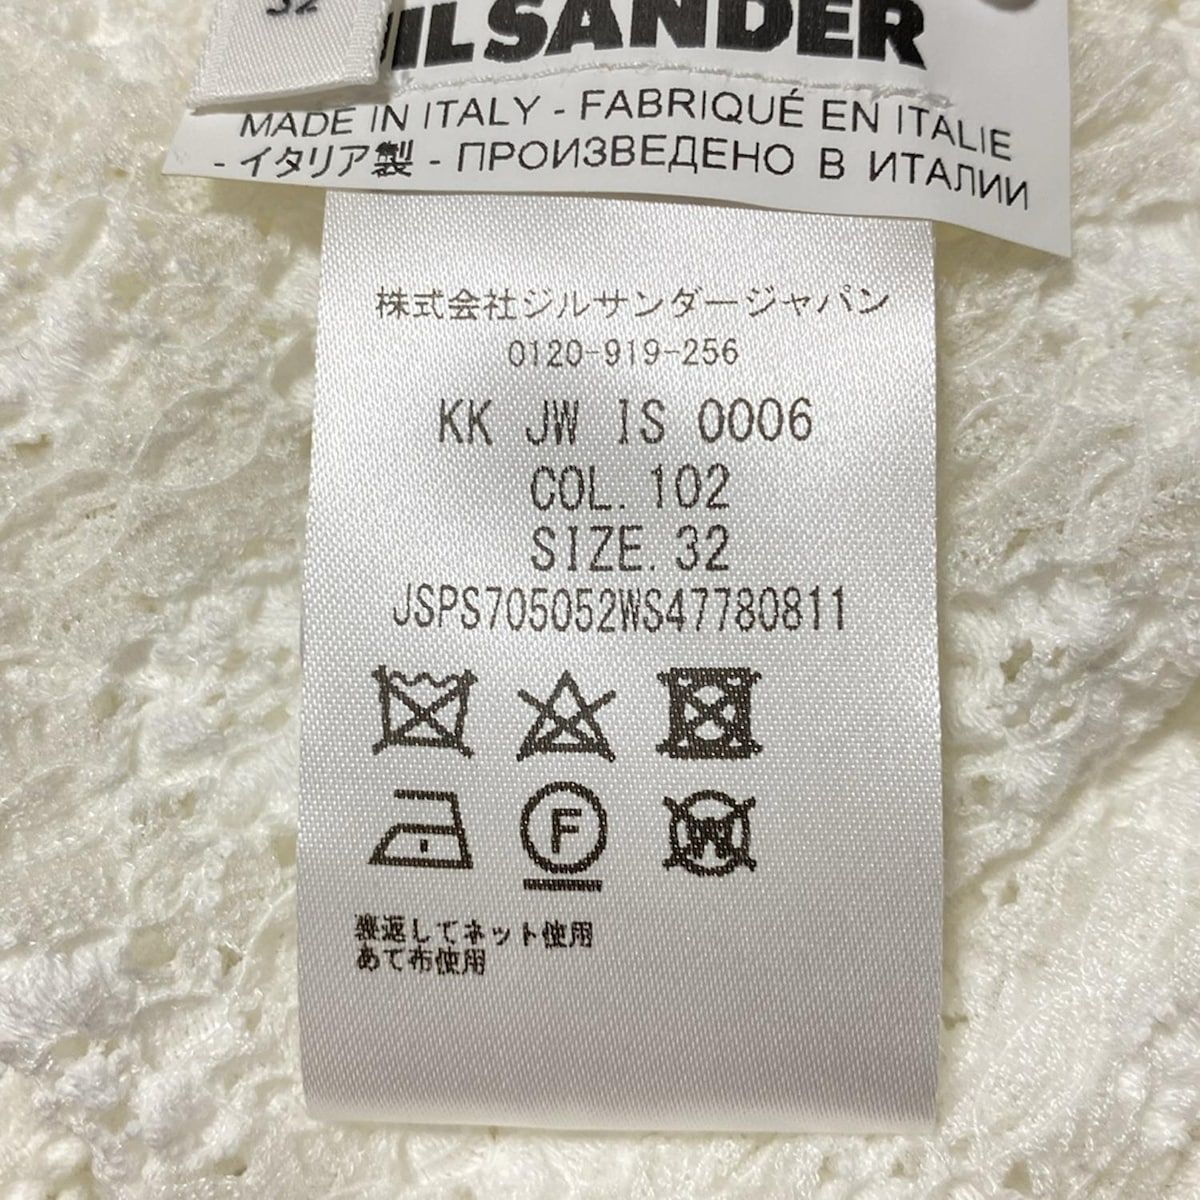 32
JIL SANDER
MADE IN ITALY - FABRIQUÉ EN ITALIE
- イタリア製 - ПРОИЗВЕДЕНО В ИТАЛИИ
株式会社ジルサンダージャパン
0120-919-256
KK JW IS 0006
COL. 102
SIZE. 32
JSPS705052WS47780811
F
W
裏返してネット使用
あて布使用